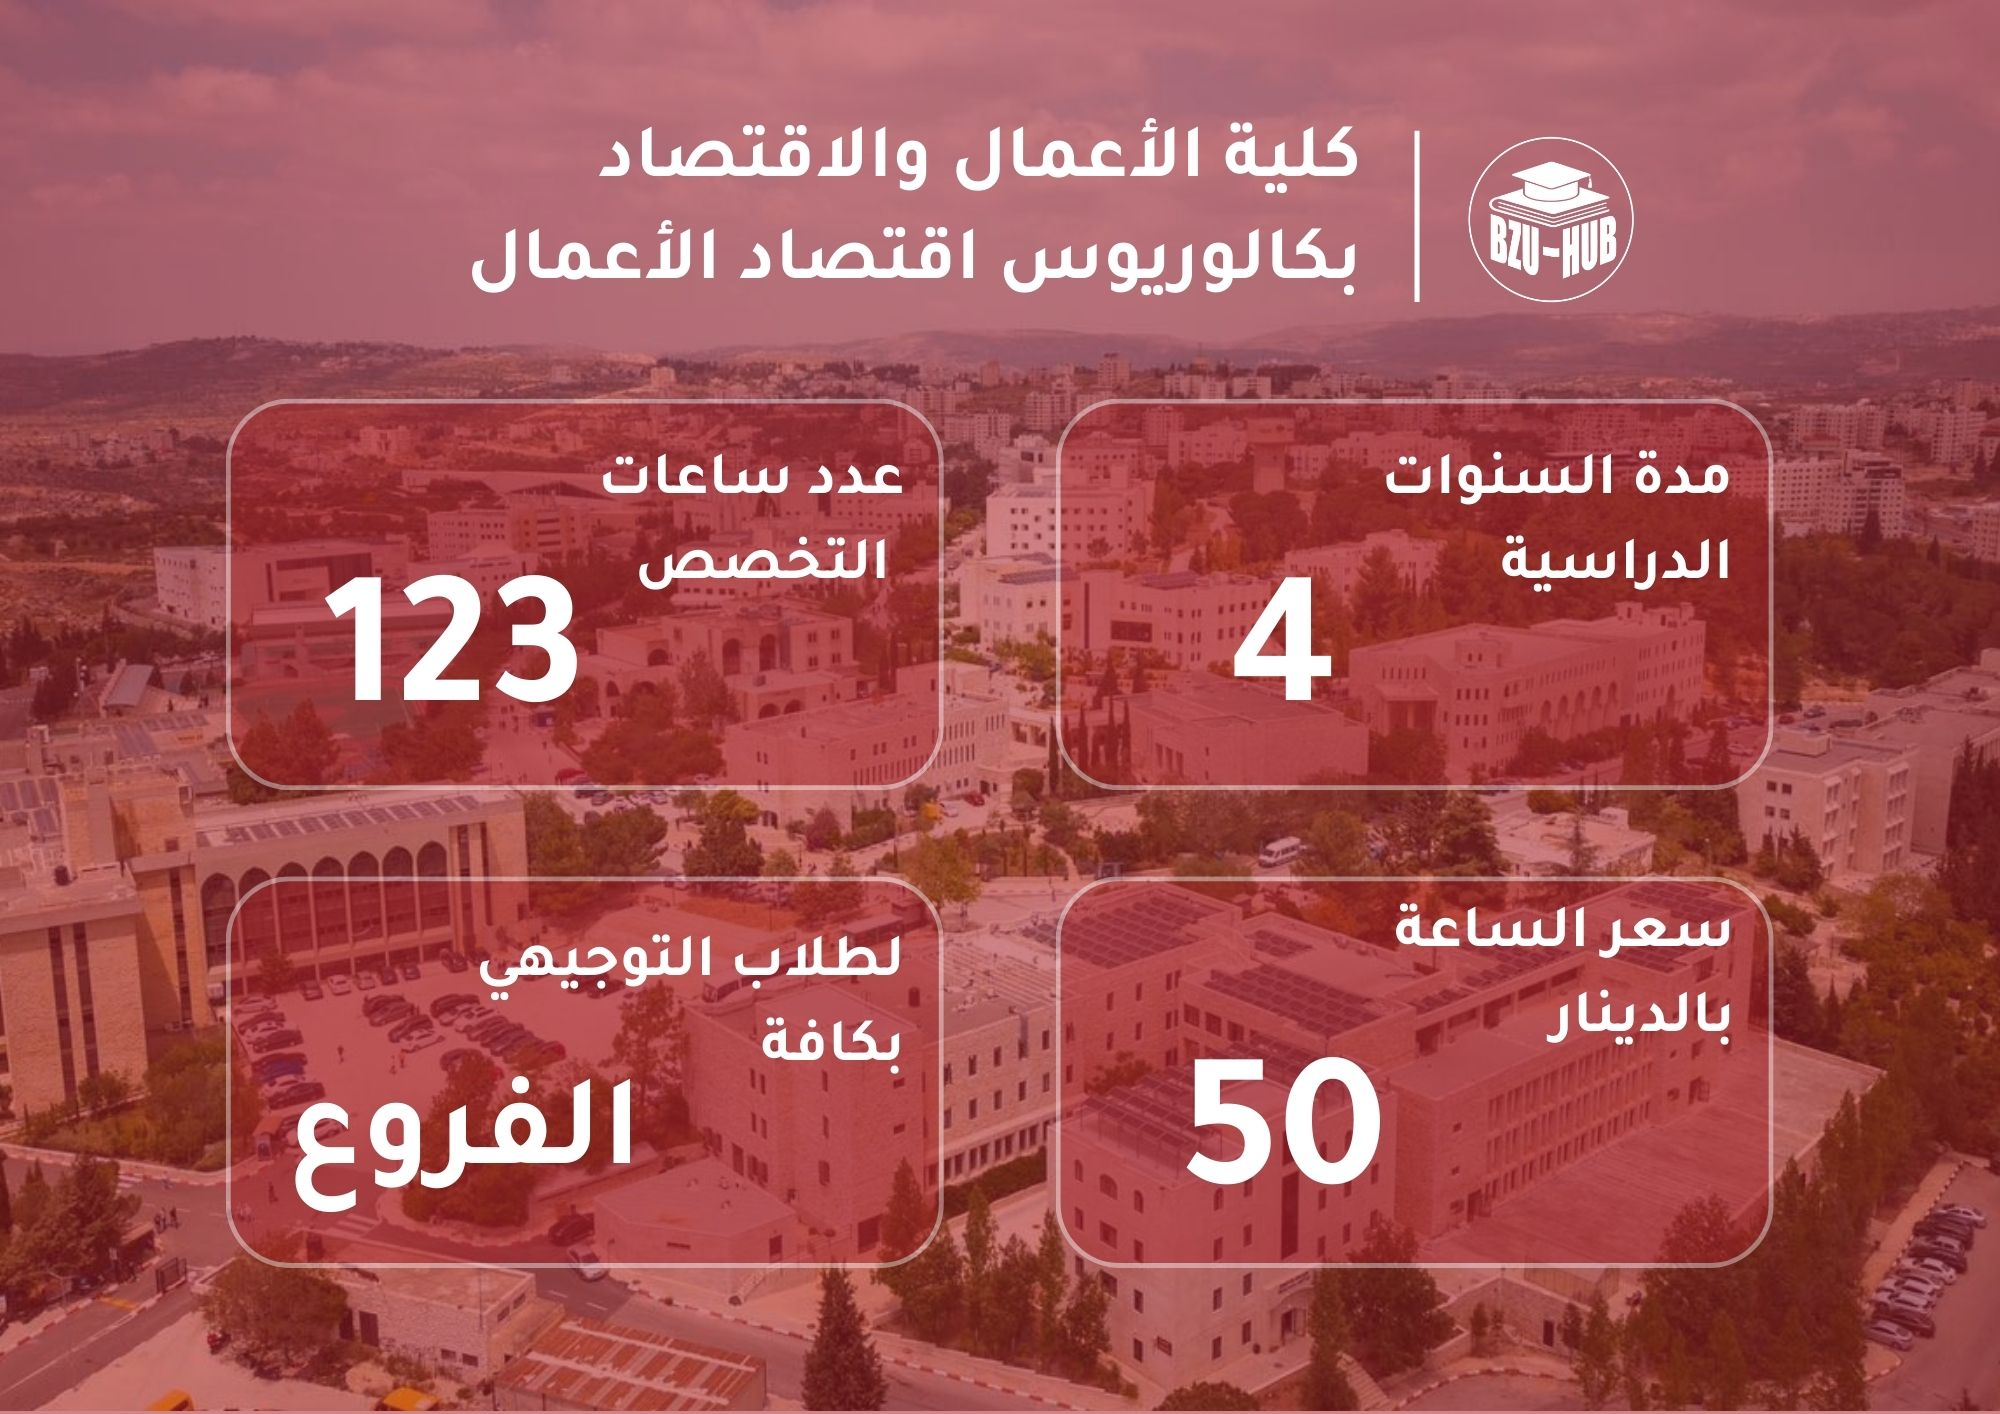 كلية الأعمال والاقتصاد
بكالوريوس اقتصاد الأعمال
BZU-HUB
مدة السنوات
الدراسية
4
عدد ساعات
التخصص
123
سعر الساعة
بالدينار
50
لطلاب التوجيهي
بكافة
الفروع